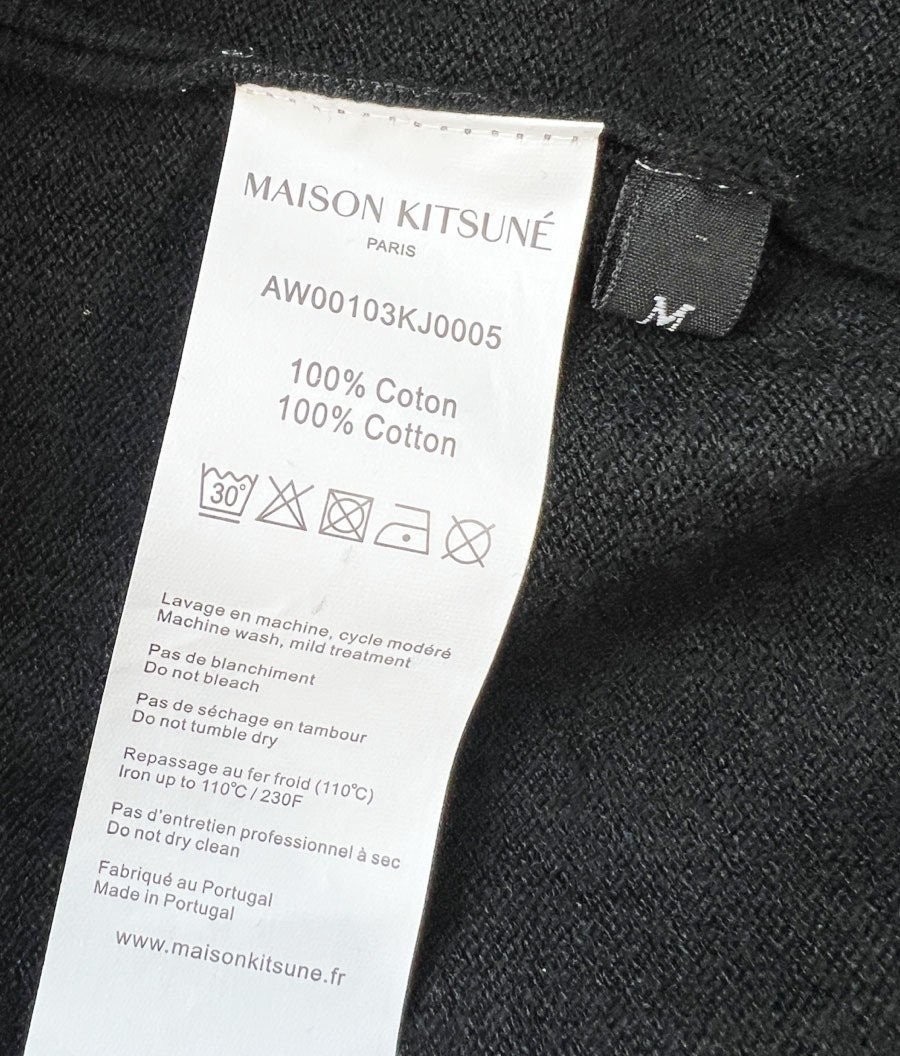 MAISON KITSUNÉ
PARIS
AW00103KJ0005
100% Coton
100% Cotton
30°
Lavage en machine, cycle modéré
Machine wash, mild treatment
Pas de blanchiment
Do not bleach
Pas de séchage en tambour
Do not tumble dry
Repassage au fer froid (110℃)
Iron up to 110℃ / 230F
Pas d'entretien professionnel à sec
Do not dry clean
Fabriqué au Portugal
Made in Portugal
www.maisonkitsune.fr
M